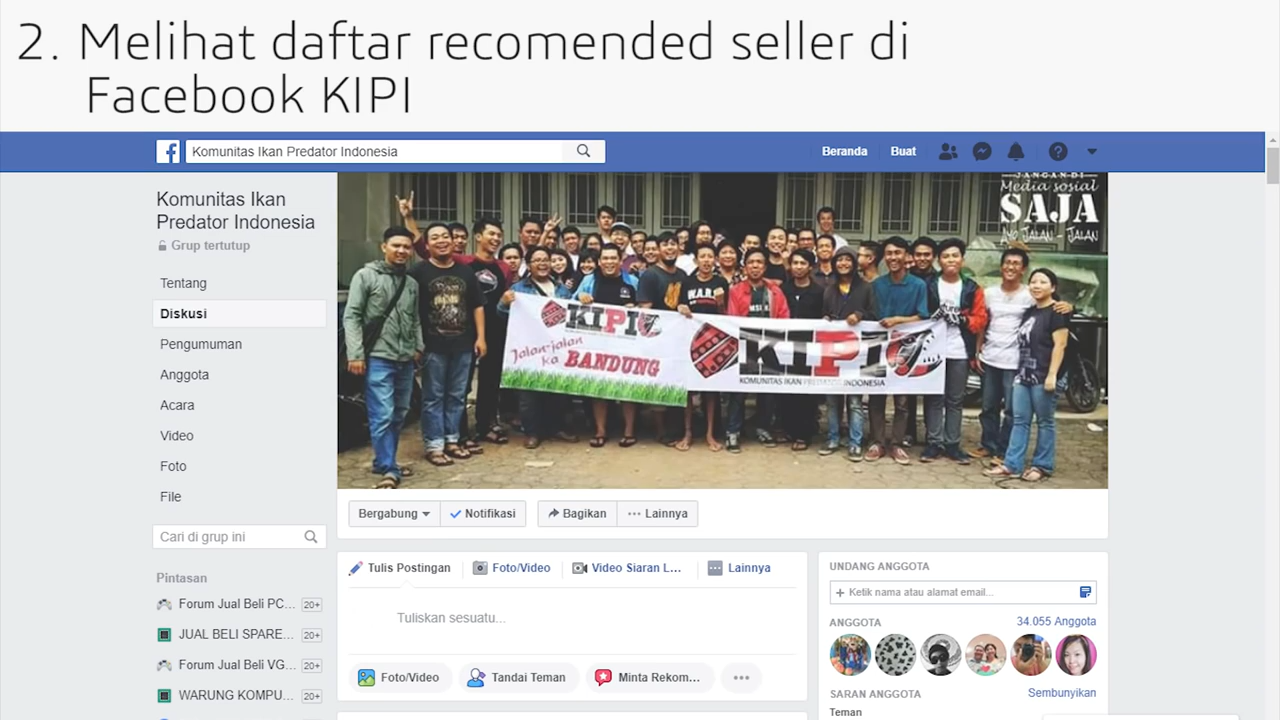 2. Melihat daftar recomended seller di
Facebook KIPI
Komunitas Ikan Predator Indonesia
Beranda
Buat
Komunitas Ikan
Predator Indonesia
Grup tertutup
Tentang
Diskusi
Pengumuman
Anggota
Acara
Video
Foto
File
Cari di grup ini
Pintasan
Forum Jual Beli PC... 20+
JUAL BELI SPARE... 20+
Forum Jual Beli VG... 20+
WARUNG KOMPU... 20+
JANGAN DI
Media sosial
SAJA
AYO JALAN - JALAN
KIPI
Jalan-jalan
ka BANDUNG
KIPI
KOMUNITAS IKAN PREDATOR INDONESIA
Bergabung
Notifikasi
Bagikan
Lainnya
Tulis Postingan
Foto/Video
Video Siaran L...
Lainnya
Tuliskan sesuatu...
Foto/Video
Tandai Teman
Minta Rekom...
UNDANG ANGGOTA
+ Ketik nama atau alamat email...
ANGGOTA
34.055 Anggota
SARAN ANGGOTA
Sembunyikan
Teman